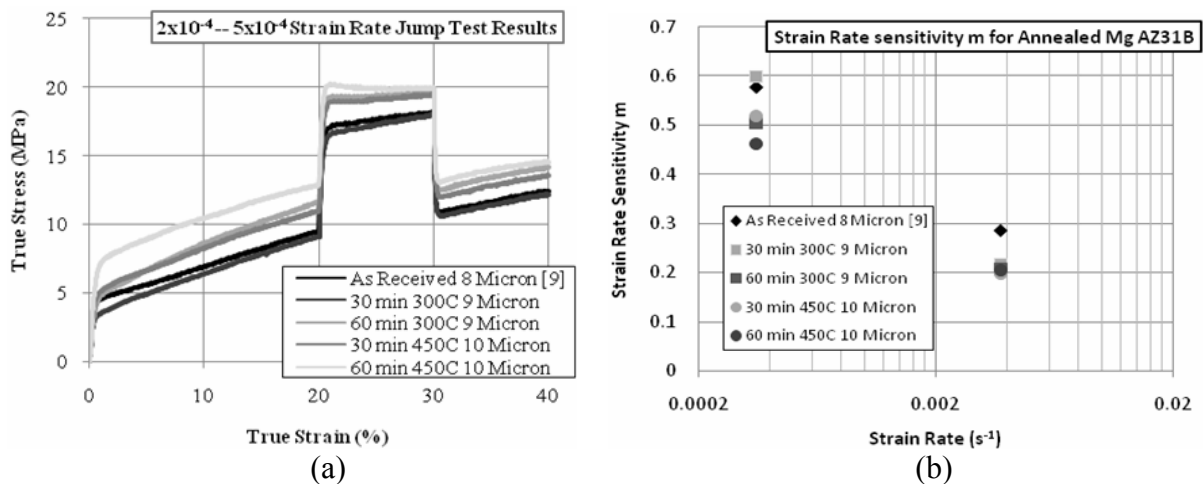 2x10⁻⁴-- 5x10⁻⁴ Strain Rate Jump Test Results
True Stress (MPa)
25
20
15
10
5
0
As Received 8 Micron [9]
30 min 300C 9 Micron
60 min 300C 9 Micron
30 min 450C 10 Micron
60 min 450C 10 Micron
0 10 20 30 40
True Strain (%)
(a)
Strain Rate sensitivity m for Annealed Mg AZ31B
Strain Rate Sensitivity m
0.6
0.5
0.4
0.3
0.2
0.1
0
As Received 8 Micron [9]
30 min 300C 9 Micron
60 min 300C 9 Micron
30 min 450C 10 Micron
60 min 450C 10 Micron
0.0002 0.002 0.02
Strain Rate (s⁻¹)
(b)